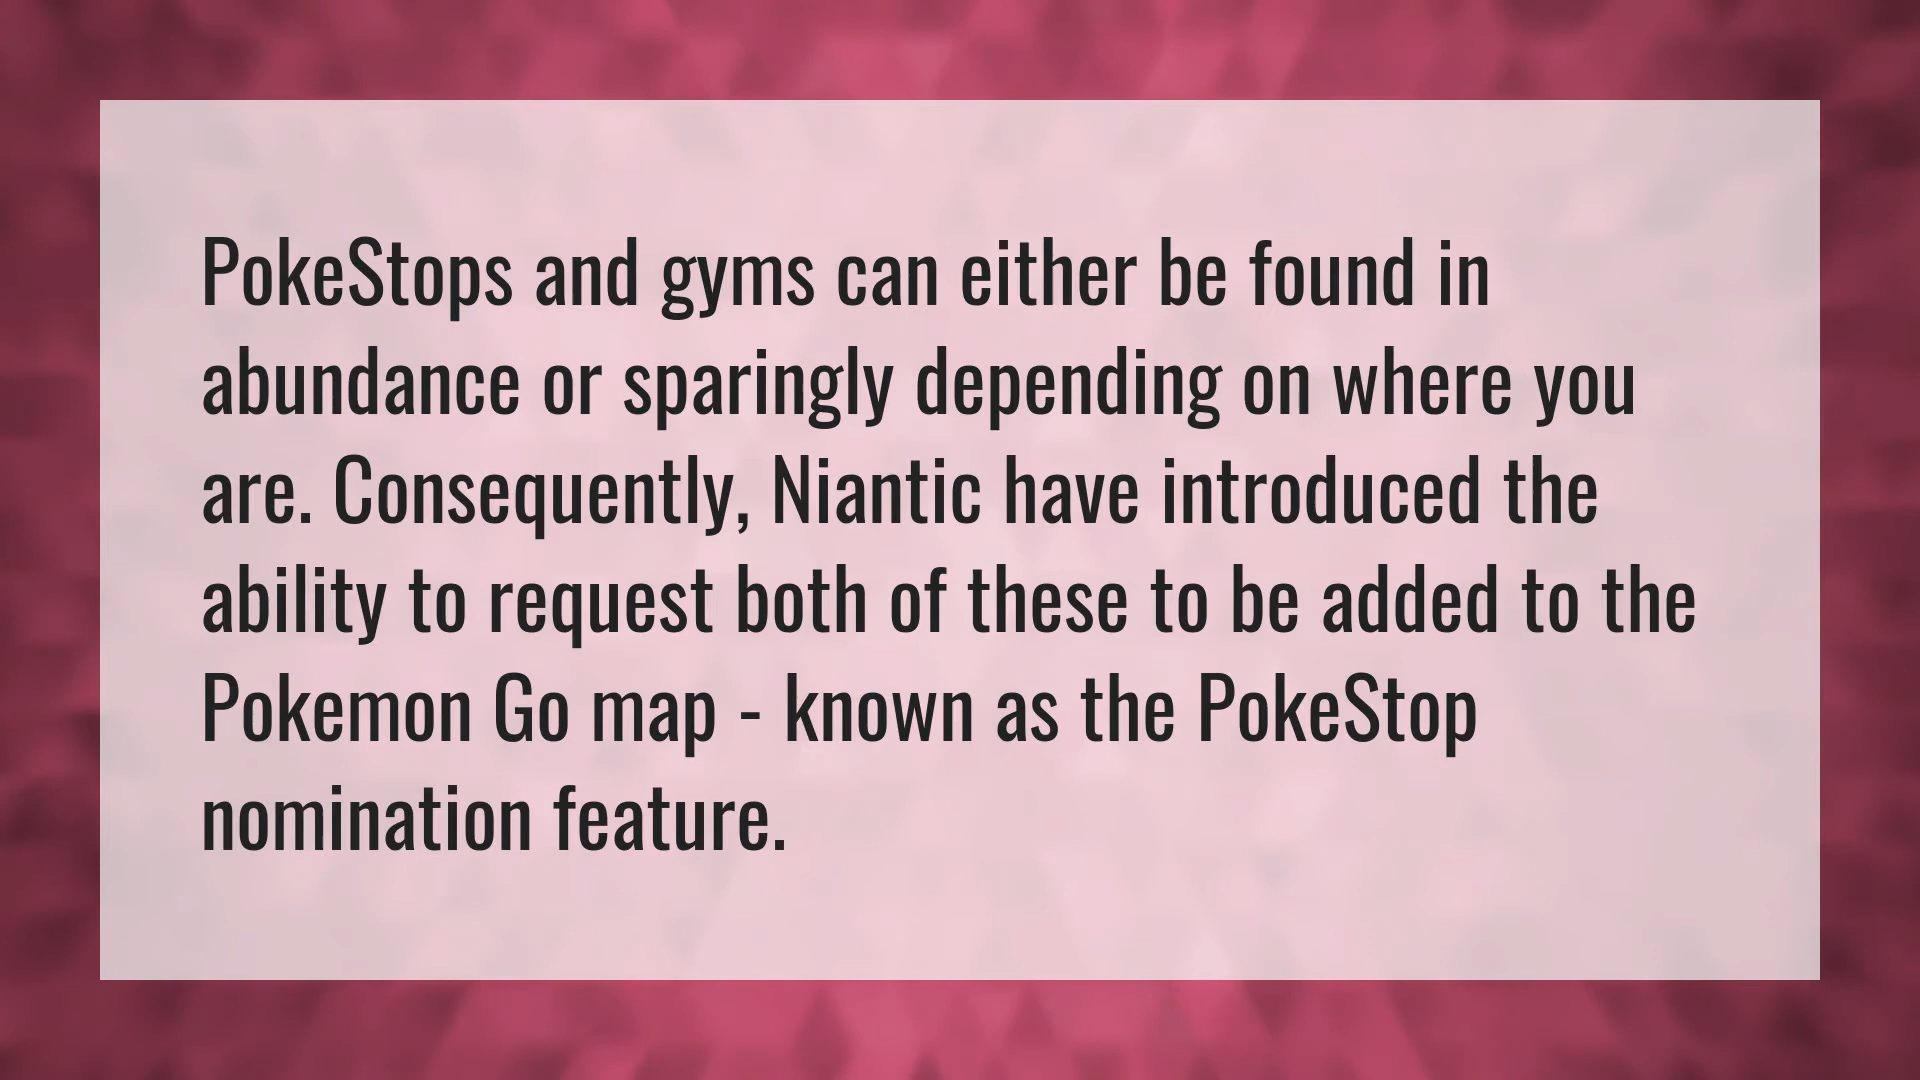 PokeStops and gyms can either be found in
abundance or sparingly depending on where you
are. Consequently, Niantic have introduced the
ability to request both of these to be added to the
Pokemon Go map - known as the PokeStop
nomination feature.